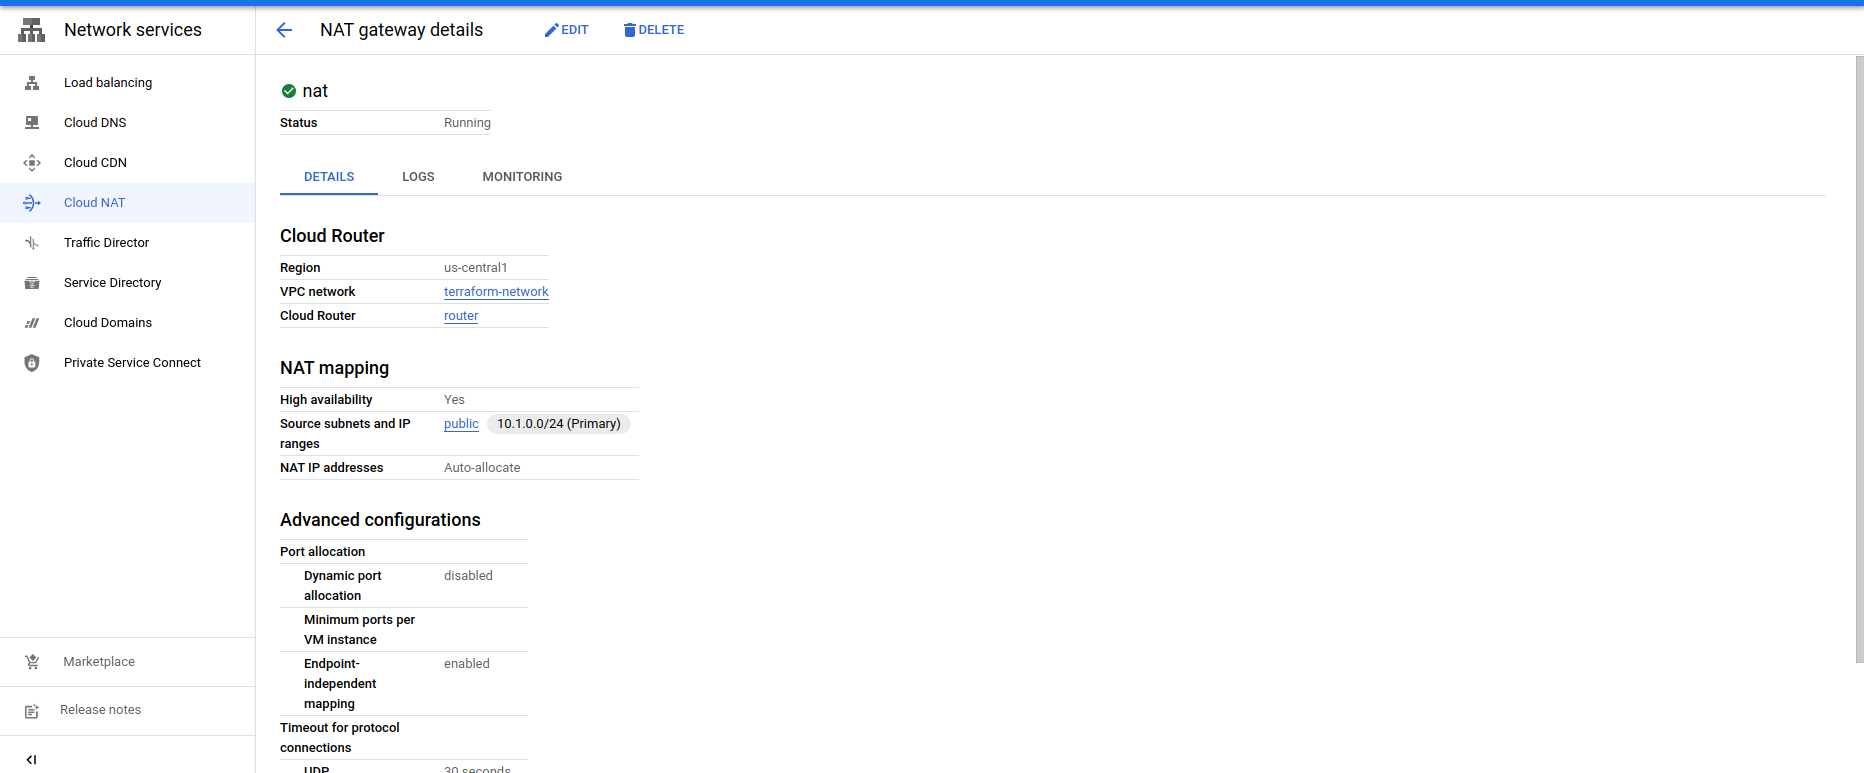 Network services
NAT gateway details
EDIT
DELETE
Load balancing
Cloud DNS
Cloud CDN
Cloud NAT
Traffic Director
Service Directory
Cloud Domains
Private Service Connect
Marketplace
Release notes
nat
Status Running
DETAILS LOGS MONITORING
Cloud Router
Region us-central1
VPC network terraform-network
Cloud Router router
NAT mapping
High availability Yes
Source subnets and IP public 10.1.0.0/24 (Primary)
ranges
NAT IP addresses Auto-allocate
Advanced configurations
Port allocation
Dynamic port disabled
allocation
Minimum ports per
VM instance
Endpoint- enabled
independent
mapping
Timeout for protocol
connections
UDP 30 seconds